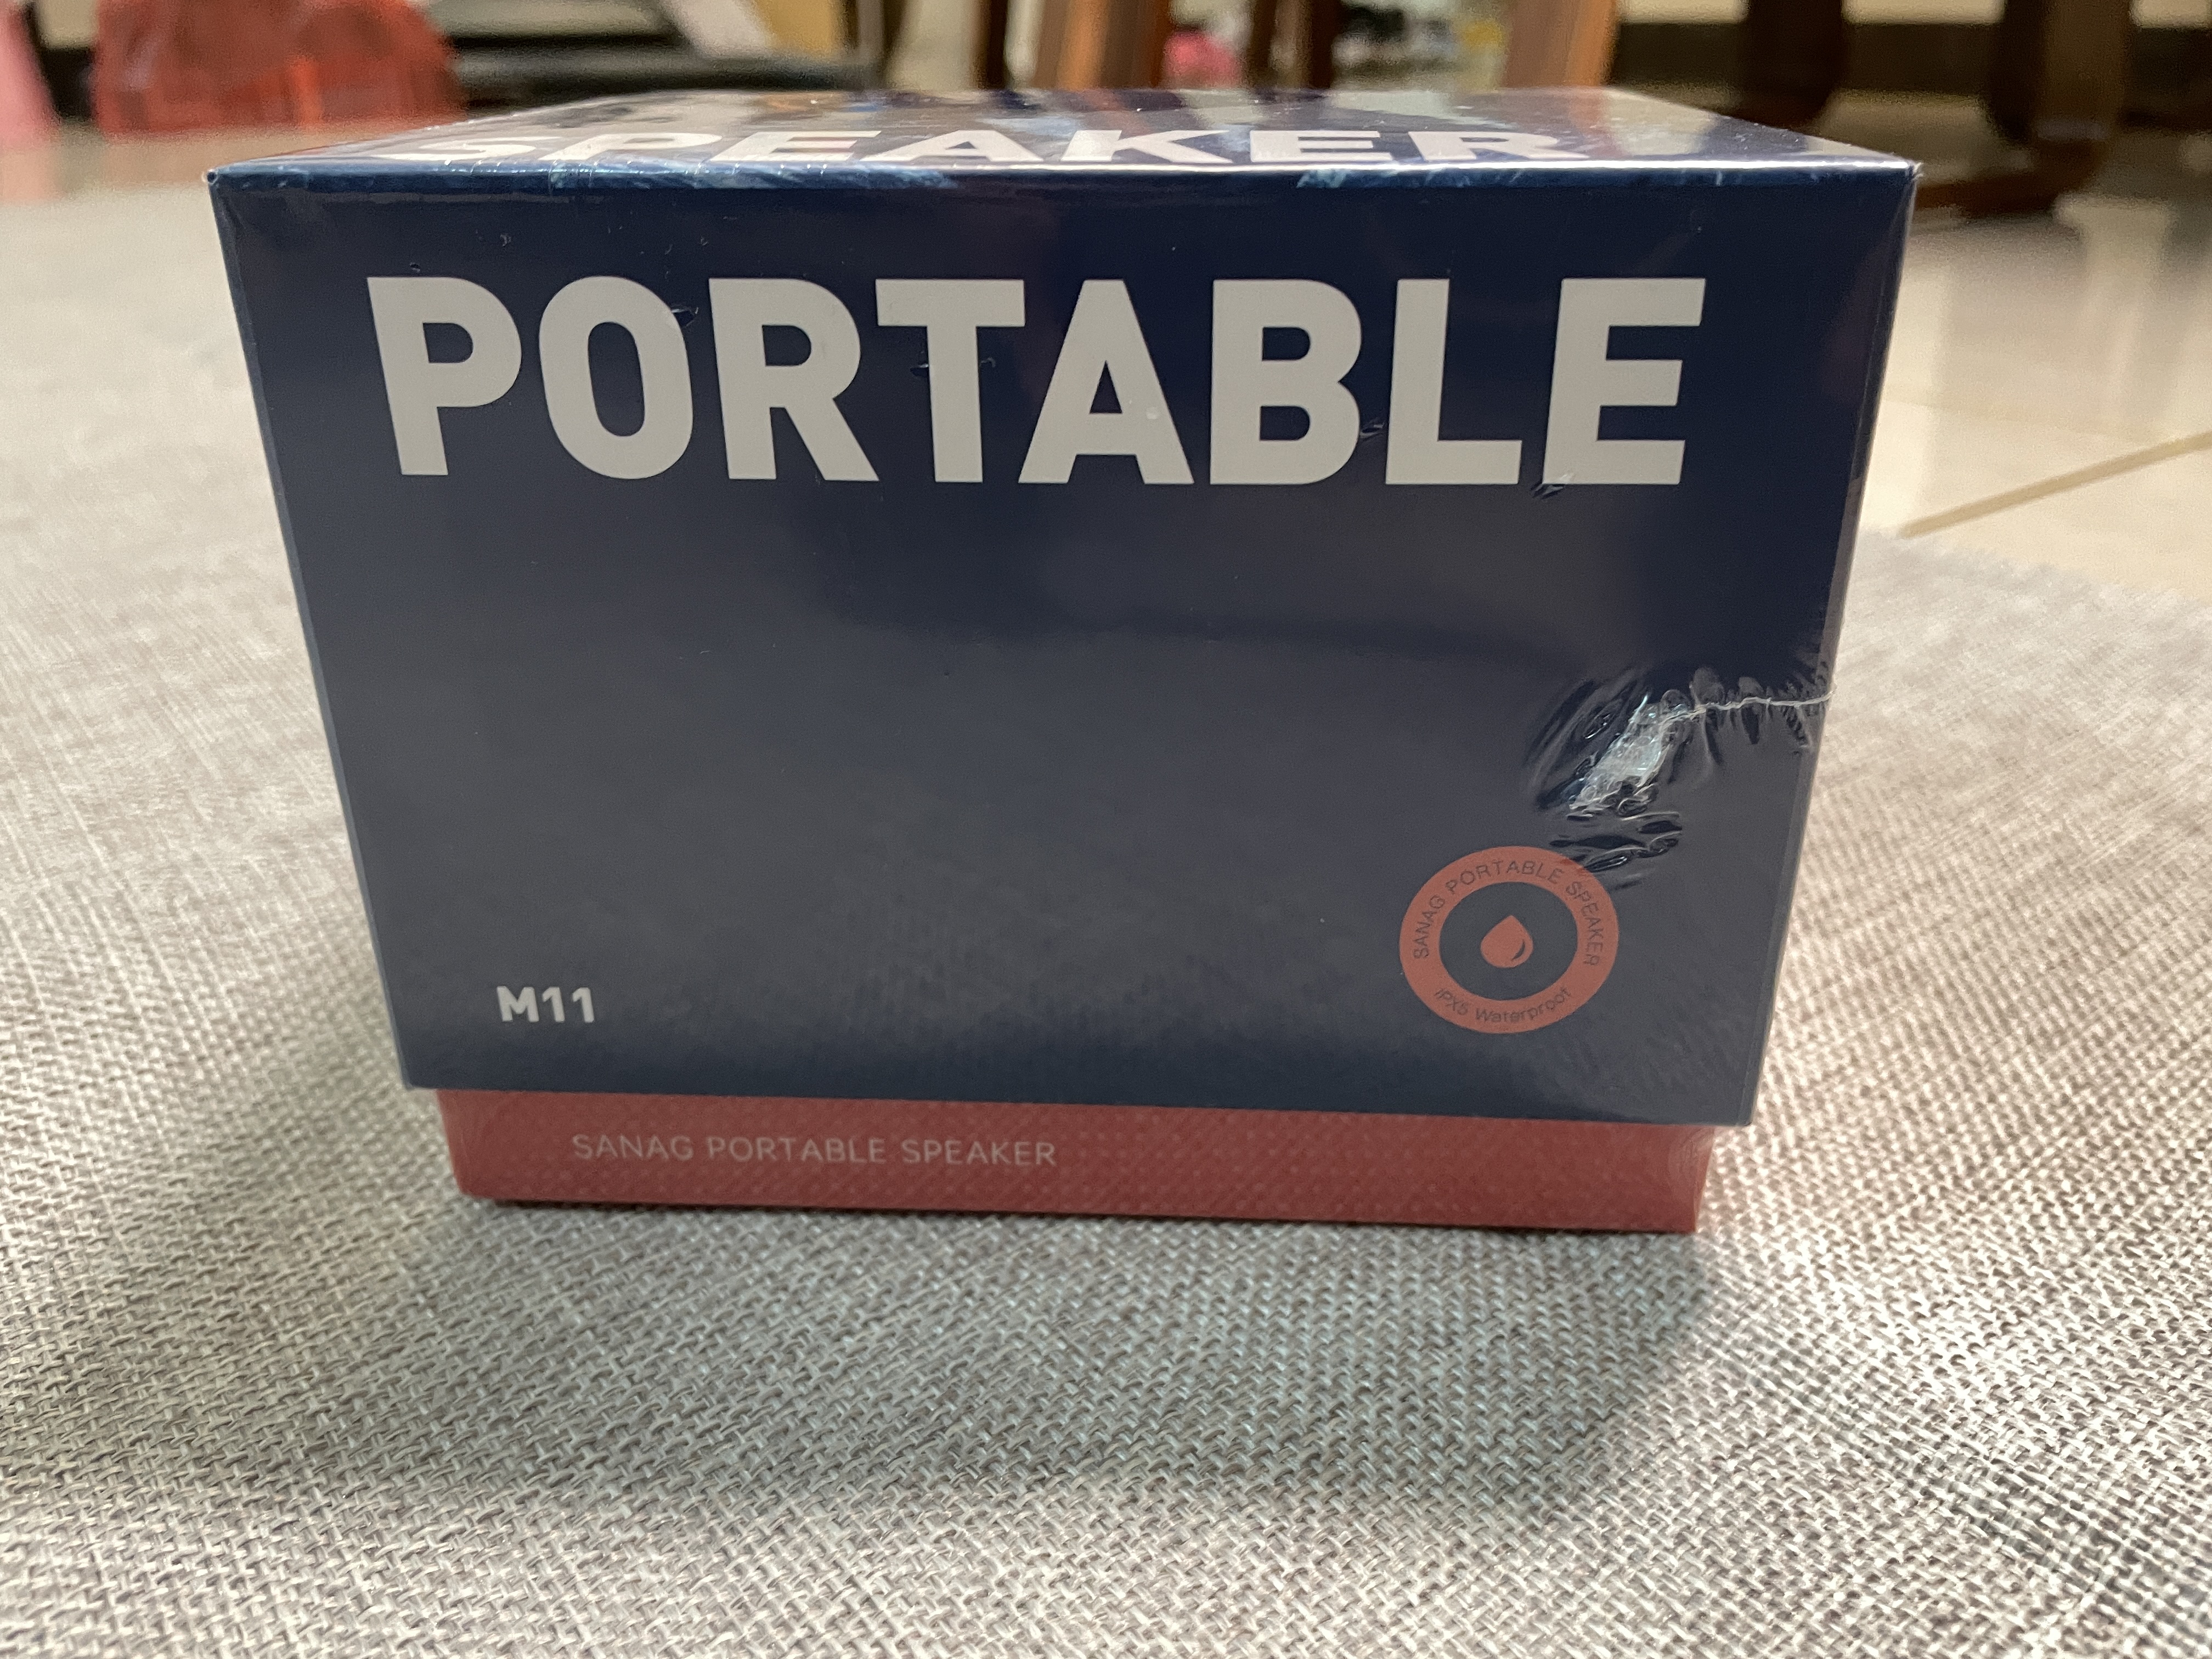 SPEAKER
PORTABLE
M11
SANAG PORTABLE SPEAKER
IPX5 Waterproof
SANAG PORTABLE SPEAKER